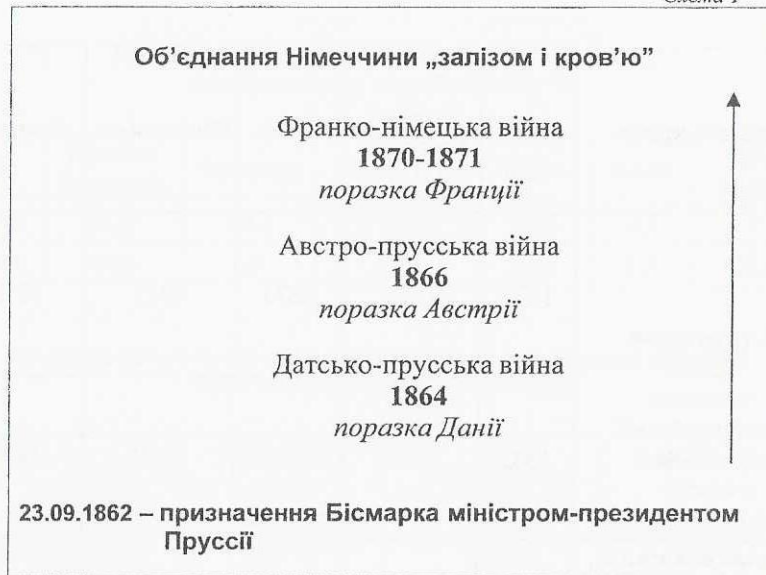 Об’єднання Німеччини „залізом і кров’ю”
Франко-німецька війна
1870-1871
поразка Франції
Австро-прусська війна
1866
поразка Австрії
Датсько-прусська війна
1864
поразка Данії
23.09.1862 – призначення Бісмарка міністром-президентом
Пруссії